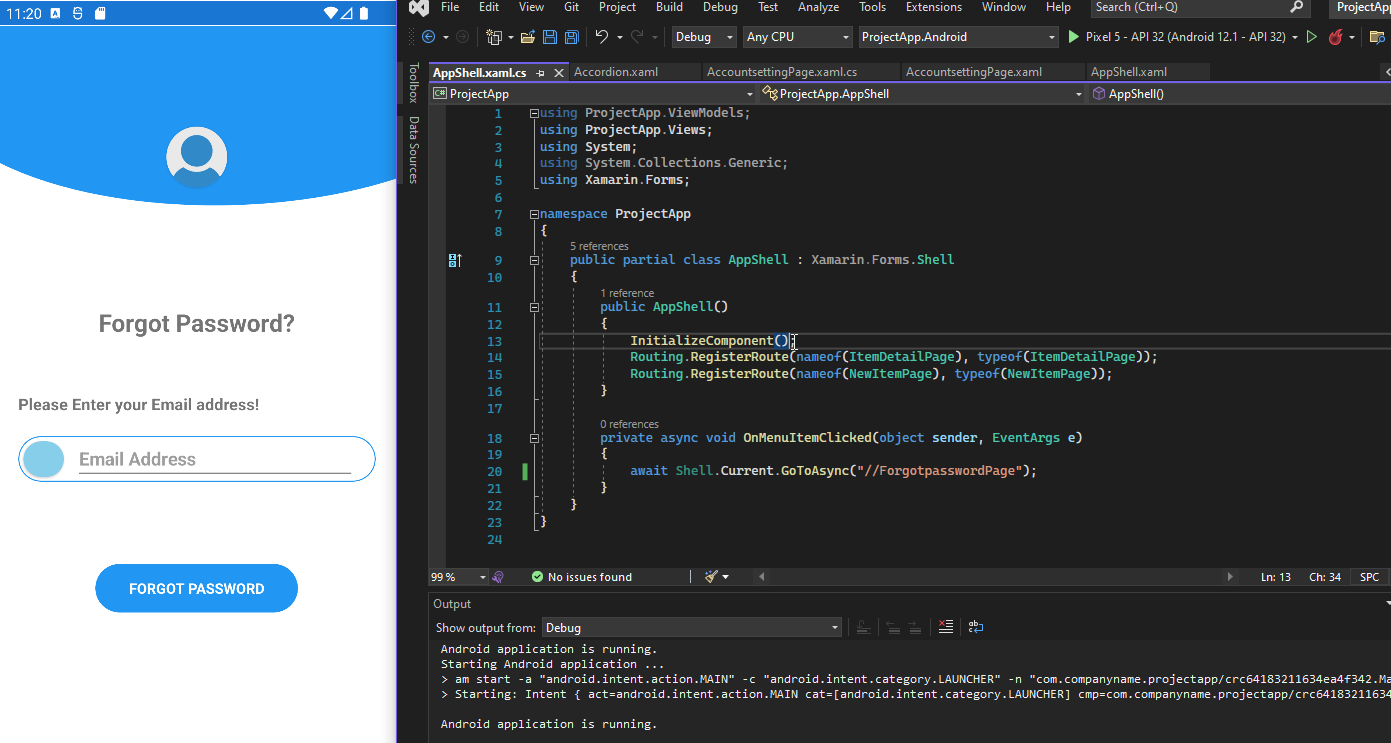 11:20
Forgot Password?
Please Enter your Email address!
Email Address
FORGOT PASSWORD
File Edit View Git Project Build Debug Test Analyze Tools Extensions Window Help Search (Ctrl+Q) ProjectApp
Debug Any CPU ProjectApp.Android Pixel 5 - API 32 (Android 12.1 - API 32)
Toolbox
Data Sources
AppShell.xaml.cs Accordion.xaml AccountsettingPage.xaml.cs AccountsettingPage.xaml AppShell.xaml
C# ProjectApp ProjectApp.AppShell AppShell()
1 using ProjectApp.ViewModels;
2 using ProjectApp.Views;
3 using System;
4 using System.Collections.Generic;
5 using Xamarin.Forms;
6
7 namespace ProjectApp
8 {
5 references
9 public partial class AppShell : Xamarin.Forms.Shell
10 {
1 reference
11 public AppShell()
12 {
13 InitializeComponent();
14 Routing.RegisterRoute(nameof(ItemDetailPage), typeof(ItemDetailPage));
15 Routing.RegisterRoute(nameof(NewItemPage), typeof(NewItemPage));
16 }
17
0 references
18 private async void OnMenuItemClicked(object sender, EventArgs e)
19 {
20 await Shell.Current.GoToAsync("//ForgotpasswordPage");
21 }
22 }
23 }
24
99 % No issues found Ln: 13 Ch: 34 SPC
Output
Show output from: Debug
Android application is running.
Starting Android application ...
> am start -a "android.intent.action.MAIN" -c "android.intent.category.LAUNCHER" -n "com.companyname.projectapp/crc64183211634ea4f342.Ma
> Starting: Intent { act=android.intent.action.MAIN cat=[android.intent.category.LAUNCHER] cmp=com.companyname.projectapp/crc64183211634
Android application is running.